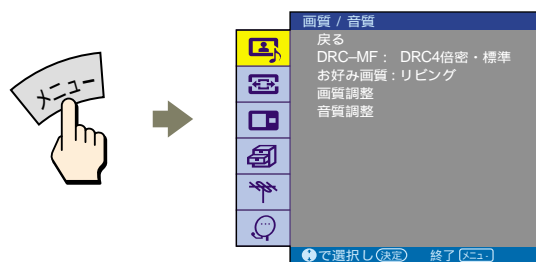 メニュー
画質 / 音質
戻る
DRC–MF： DRC4倍密・標準
お好み画質：リビング
画質調整
音質調整
で選択し 決定 終了 メニュー